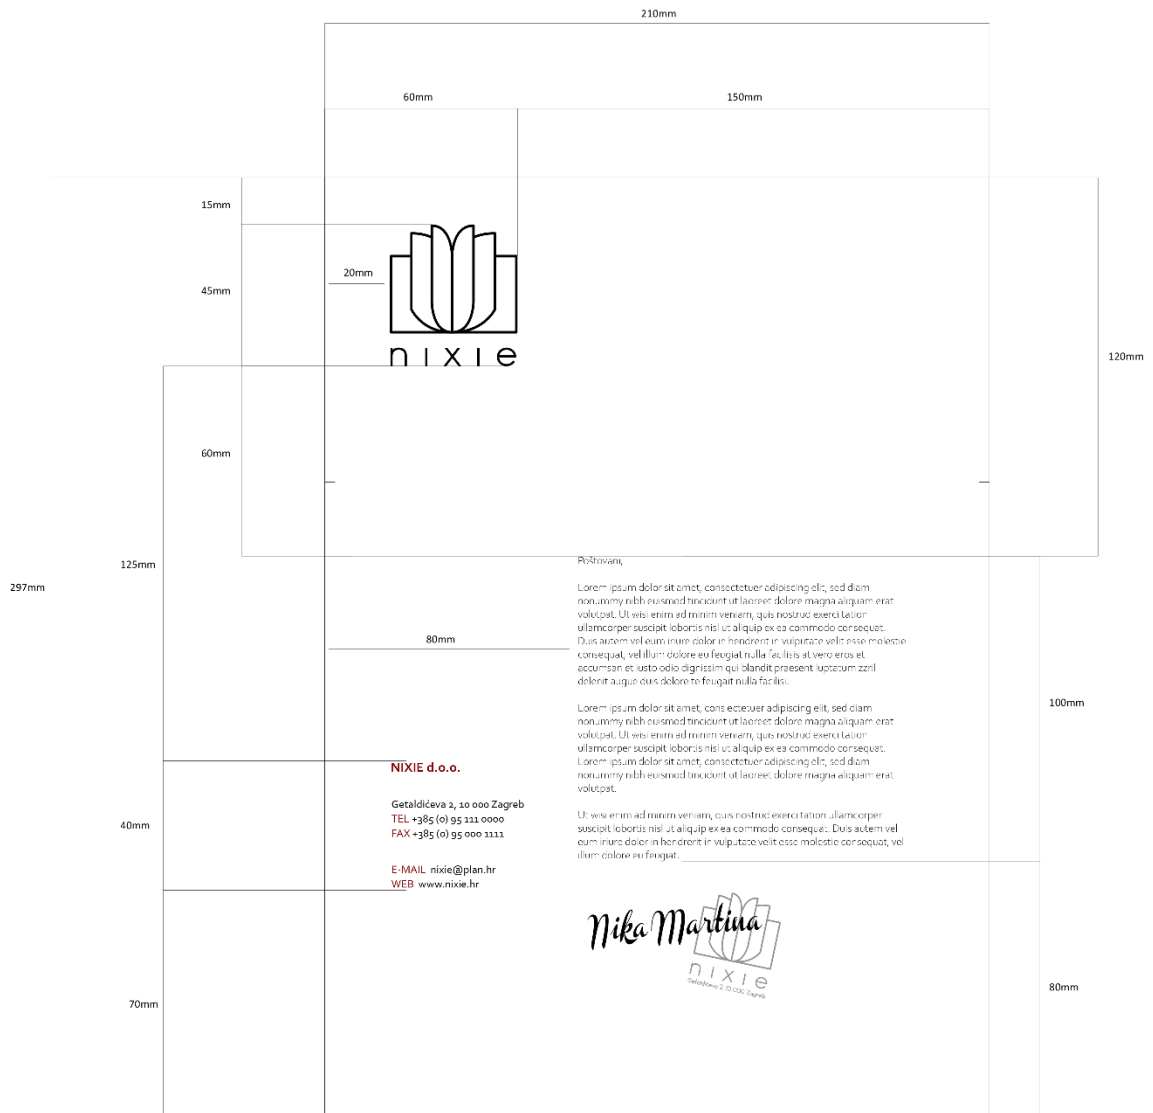 210mm
60mm
150mm
15mm
20mm
45mm
nixie
120mm
60mm
125mm
297mm
Poštovani,
Lorem ipsum dolor sit amet, consectetuer adipiscing elit, sed diam
nonummy nibh euismod tincidunt ut laoreet dolore magna aliquam erat
volutpat. Ut wisi enim ad minim veniam, quis nostrud exerci tation
ullamcorper suscipit lobortis nisl ut aliquip ex ea commodo consequat.
Duis autem vel eum iriure dolor in hendrerit in vulputate velit esse molestie
consequat, vel illum dolore eu feugiat nulla facilisis at vero eros et
accumsan et iusto odio dignissim qui blandit praesent luptatum zzril
delenit augue duis dolore te feugait nulla facilisi.
80mm
100mm
Lorem ipsum dolor sit amet, cons ectetuer adipiscing elit, sed diam
nonummy nibh euismod tincidunt ut laoreet dolore magna aliquam erat
volutpat. Ut wisi enim ad minim veniam, quis nostrud exerci tation
ullamcorper suscipit lobortis nisl ut aliquip ex ea commodo consequat.
Lorem ipsum dolor sit amet, consectetuer adipiscing elit, sed diam
nonummy nibh euismod tincidunt ut laoreet dolore magna aliquam erat
volutpat.
Ut wisi enim ad minim veniam, quis nostrud exerci tation ullamcorper
suscipit lobortis nisl ut aliquip ex ea commodo consequat. Duis autem vel
eum iriure dolor in hendrerit in vulputate velit esse molestie consequat, vel
illum dolore eu feugiat.
NIXIE d.o.o.
Getaldićeva 2, 10 000 Zagreb
TEL +385 (0) 95 111 0000
FAX +385 (0) 95 000 1111
E-MAIL nixie@plan.hr
WEB www.nixie.hr
40mm
Nika Martina
nixie
Getaldićeva 2, 10 000 Zagreb
70mm
80mm